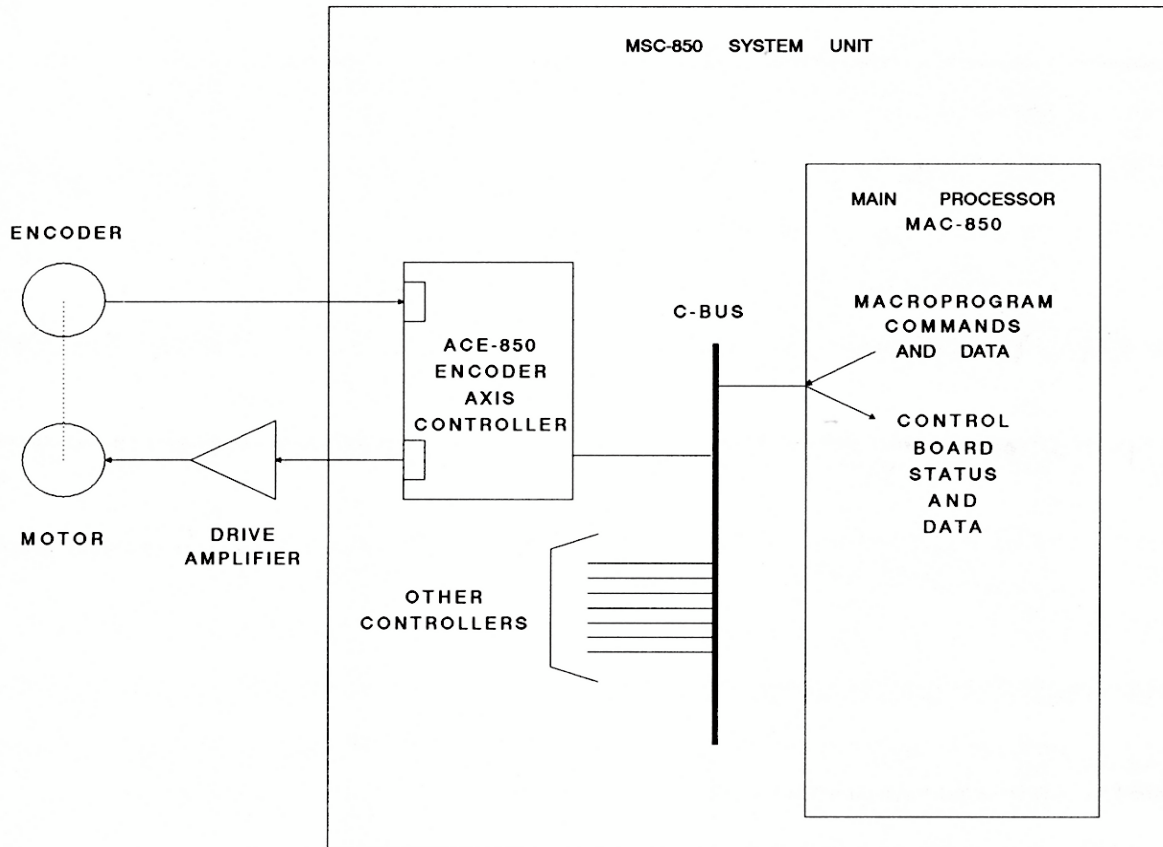 MSC-850 SYSTEM UNIT
MAIN PROCESSOR
MAC-850
ENCODER
MACROPROGRAM
COMMANDS
AND DATA
C-BUS
ACE-850
ENCODER
AXIS
CONTROLLER
CONTROL
BOARD
STATUS
AND
DATA
MOTOR
DRIVE
AMPLIFIER
OTHER
CONTROLLERS